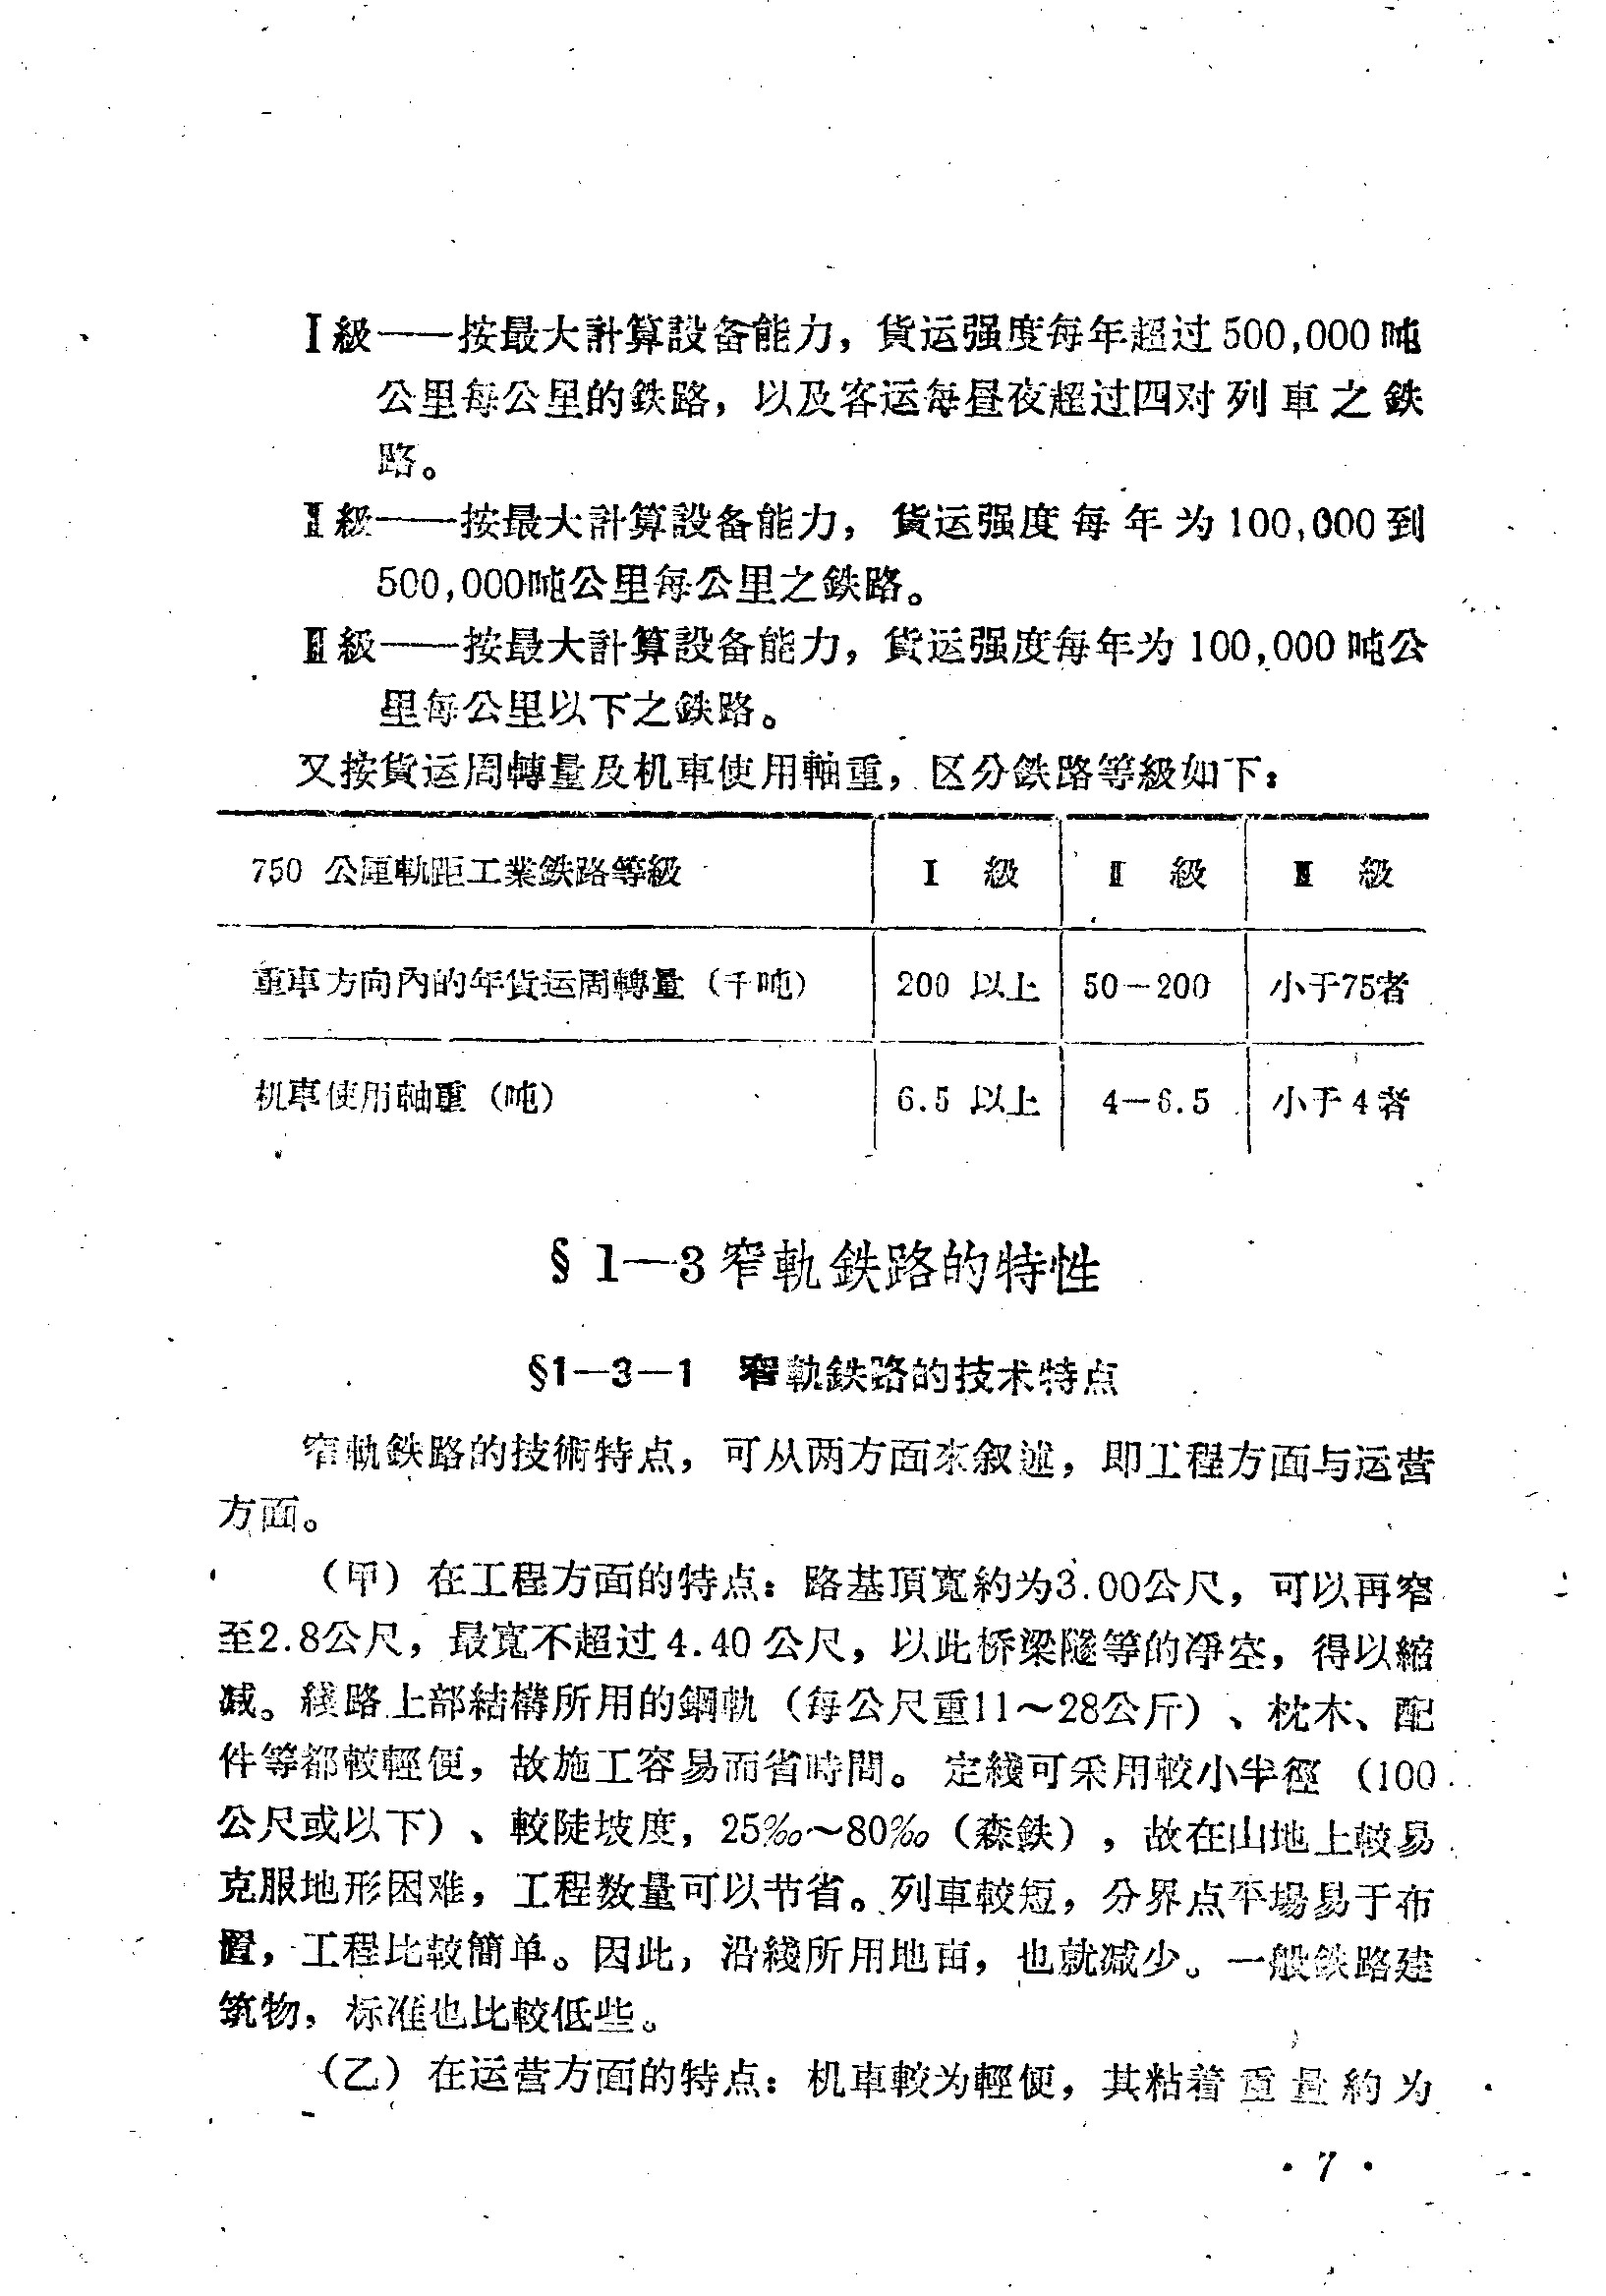 Ⅰ級——按最大計算設备能力，貨运强度每年超过500,000吨
公里每公里的鉄路，以及客运每昼夜超过四对列車之鉄
路。
Ⅱ級——按最大計算設备能力，貨运强度每年为100,000到
500,000吨公里每公里之鉄路。
Ⅲ級——按最大計算設备能力，貨运强度每年为100,000吨公
里每公里以下之鉄路。
又按貨运周轉量及机車使用軸重，区分鉄路等級如下：
750 公厘軌距工業鉄路等級 Ⅰ 級 Ⅱ 級 Ⅲ 級
重車方向內的年貨运周轉量（千吨） 200 以上 50—200 小于75者
机車使用軸重（吨） 6.5 以上 4—6.5 小于4者
§1—3窄軌鉄路的特性
§1—3—1 窄軌鉄路的技术特点
窄軌鉄路的技術特点，可从两方面來叙述，即工程方面与运营
方面。
（甲）在工程方面的特点：路基頂寬約为3.00公尺，可以再窄
至2.8公尺，最寬不超过4.40公尺，以此桥梁隧等的凈空，得以縮
减。綫路上部結構所用的鋼軌（每公尺重11～28公斤）、枕木、配
件等都較輕便，故施工容易而省時間。定綫可采用較小半徑（100
公尺或以下）、較陡坡度，25‰～80‰（森鉄），故在山地上較易
克服地形困难，工程数量可以节省。列車較短，分界点平場易于布
置，工程比較簡单。因此，沿綫所用地亩，也就减少。一般鉄路建
筑物，标准也比較低些。
（乙）在运营方面的特点：机車較为輕便，其粘着重量約为
·7·